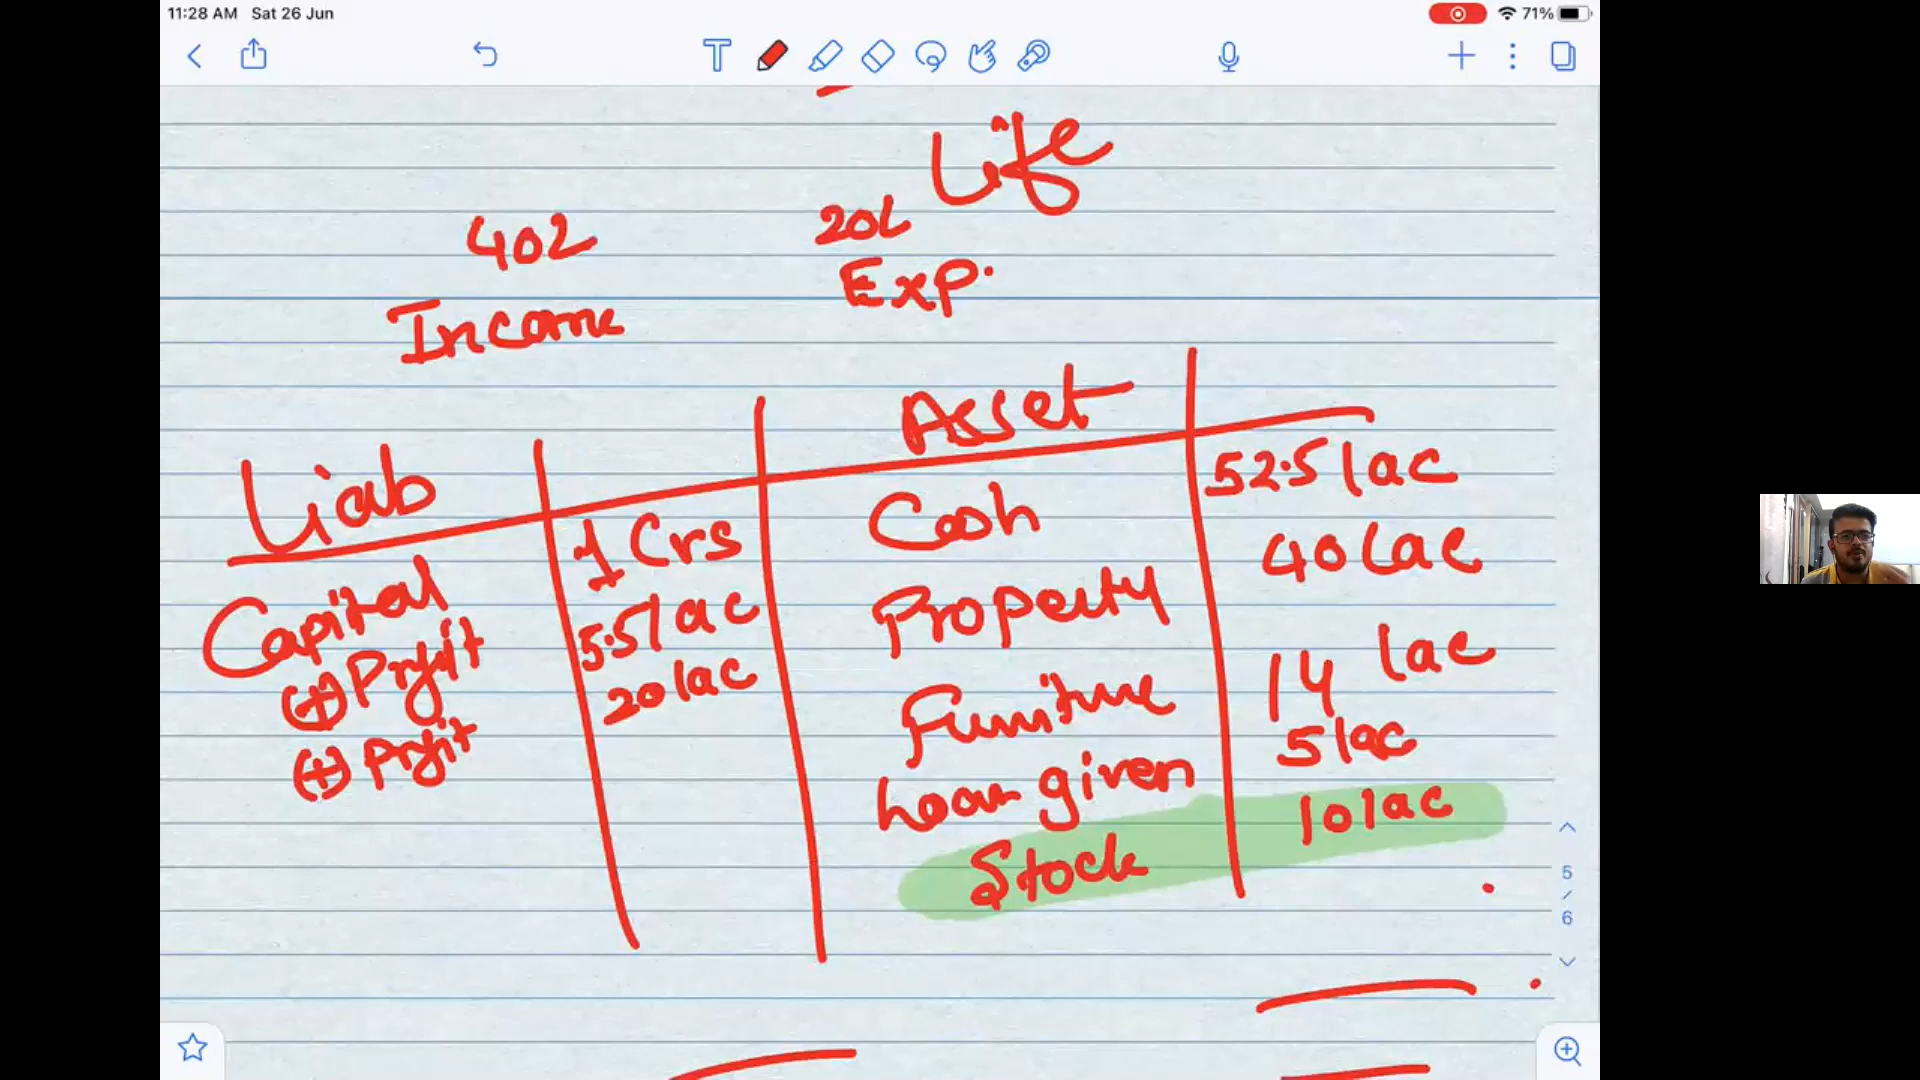 11:28 AM Sat 26 Jun
71%
Life
40L 20L
Income Exp.
Liab Asset
Capital 1 Crs Cash 52.5 lac
(+) Profit 5.5 lac Property 40 lac
(+) Profit 20 lac Furniture 14 lac
Loan given 5 lac
Stock 10 lac
5
/
6